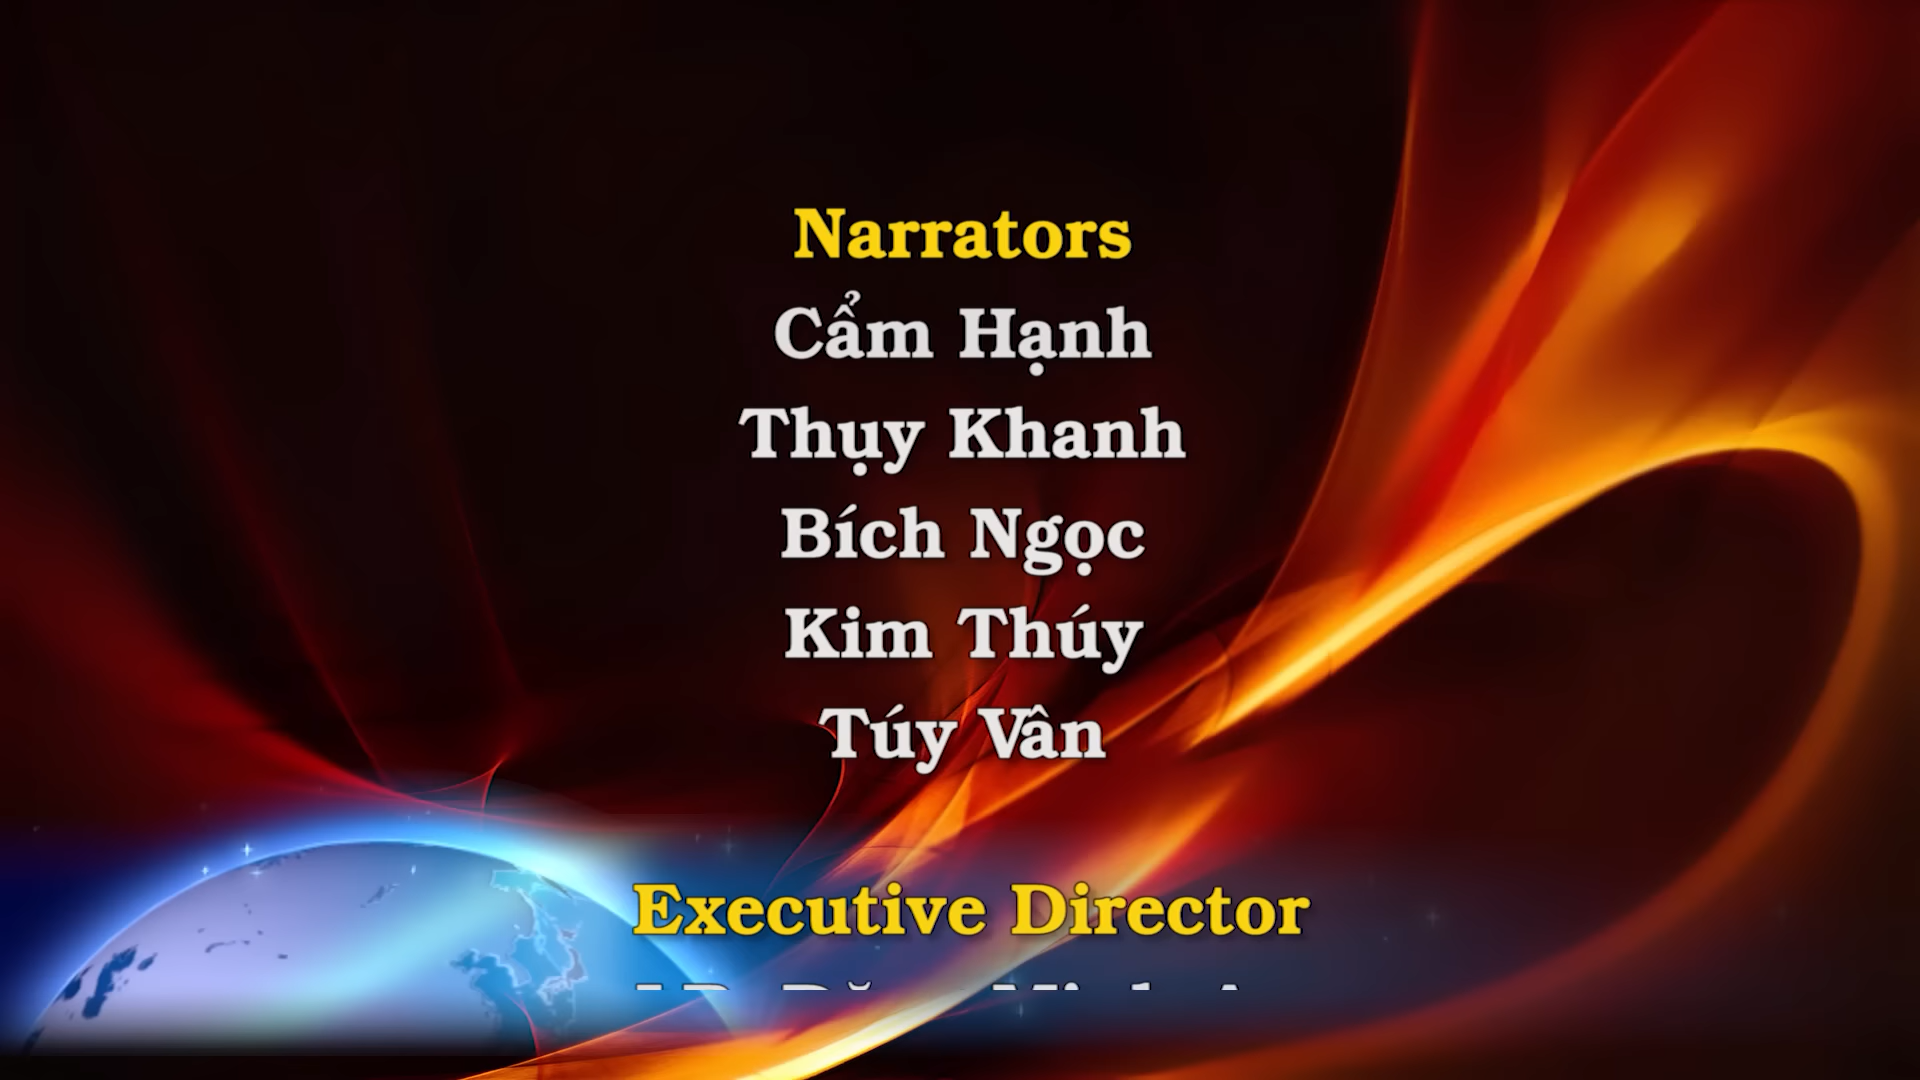 Narrators
Cẩm Hạnh
Thụy Khanh
Bích Ngọc
Kim Thúy
Túy Vân
Executive Director